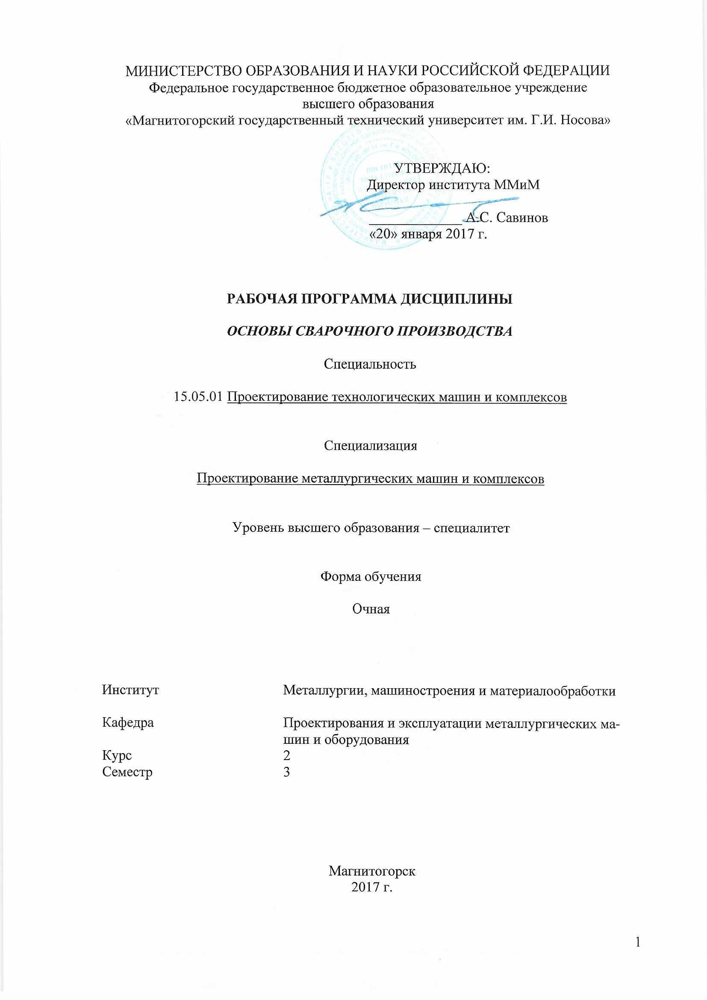 МИНИСТЕРСТВО ОБРАЗОВАНИЯ И НАУКИ РОССИЙСКОЙ ФЕДЕРАЦИИ
Федеральное государственное бюджетное образовательное учреждение
высшего образования
«Магнитогорский государственный технический университет им. Г.И. Носова»
УТВЕРЖДАЮ:
Директор института ММиМ
А.С. Савинов
«20» января 2017 г.
РАБОЧАЯ ПРОГРАММА ДИСЦИПЛИНЫ
ОСНОВЫ СВАРОЧНОГО ПРОИЗВОДСТВА
Специальность
15.05.01 Проектирование технологических машин и комплексов
Специализация
Проектирование металлургических машин и комплексов
Уровень высшего образования – специалитет
Форма обучения
Очная
Институт Металлургии, машиностроения и материалообработки
Кафедра Проектирования и эксплуатации металлургических ма-
шин и оборудования
Курс 2
Семестр 3
Магнитогорск
2017 г.
1